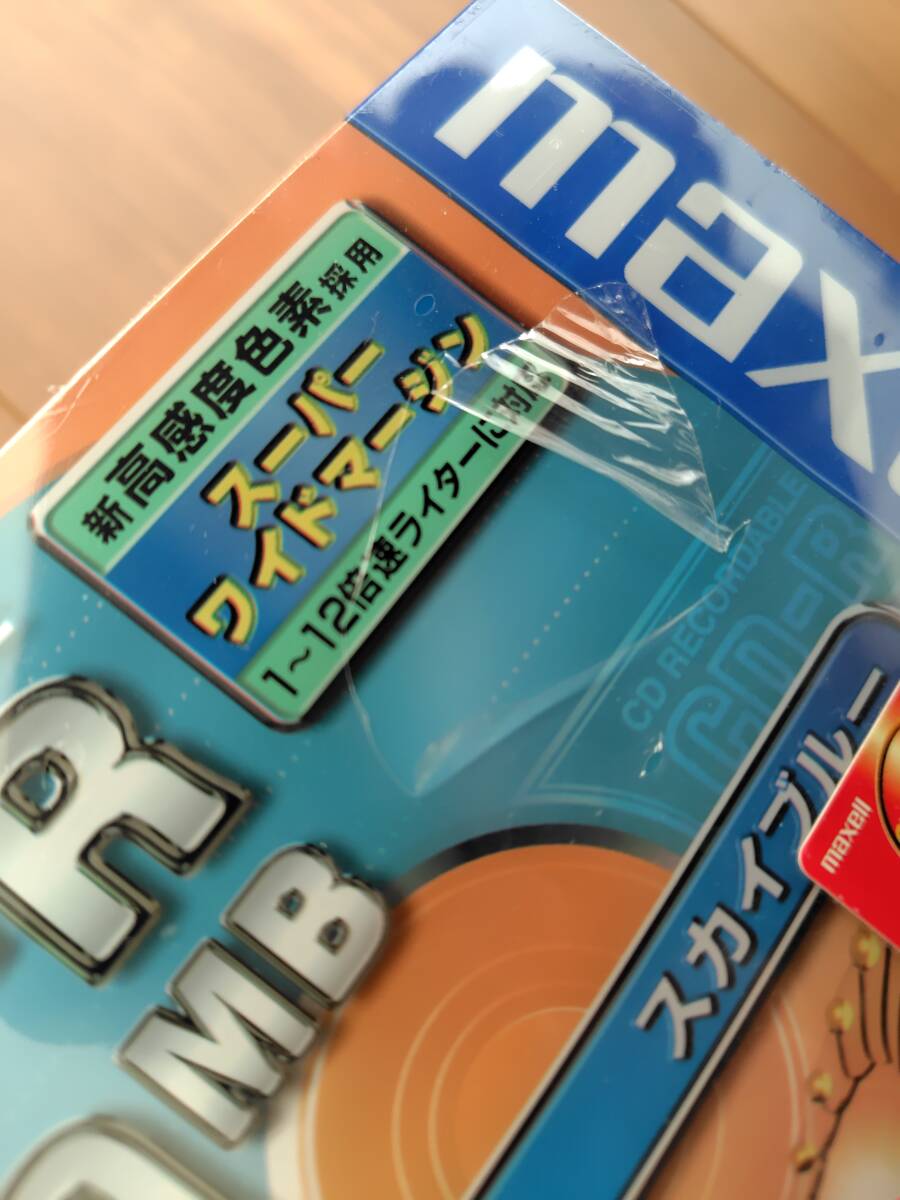 max
新高感度色素採用
スーパー
ワイドマージン
1～12倍速ライターに対応
CD RECORDABLE
CD-R
スカイブルー
maxell
R
MB